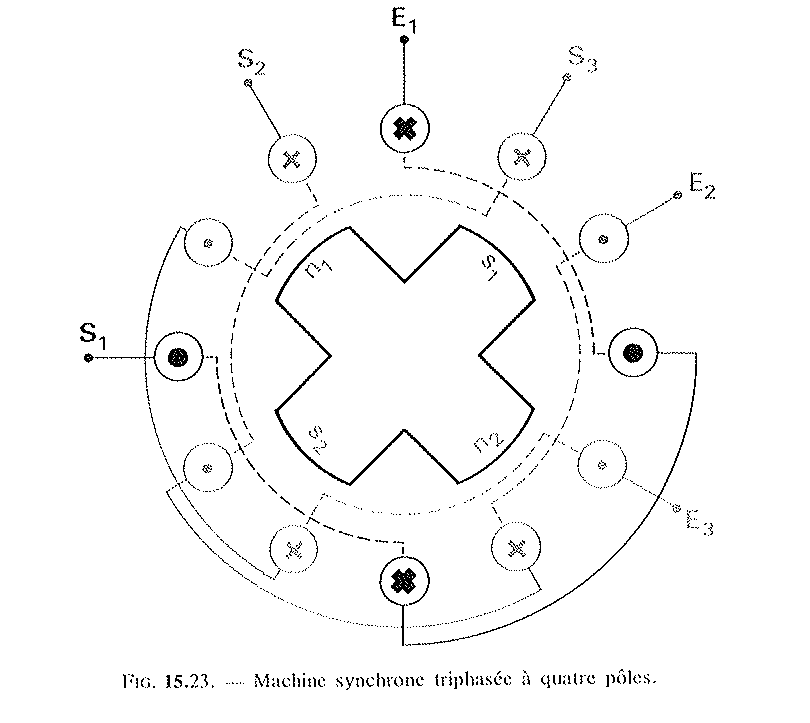 E1
S2
S3
E2
n1
s1
S1
s2
n2
E3
FIG. 15.23. — Machine synchrone triphasée à quatre pôles.